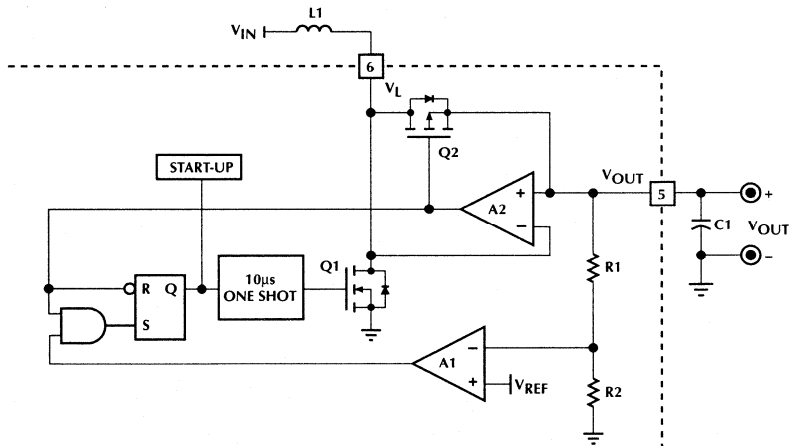 L1
VIN
6
VL
Q2
START-UP
VOUT
5
+
A2
+
−
C1
VOUT
−
Q1
R1
R Q
10µs
ONE SHOT
S
A1
−
+
VREF
R2